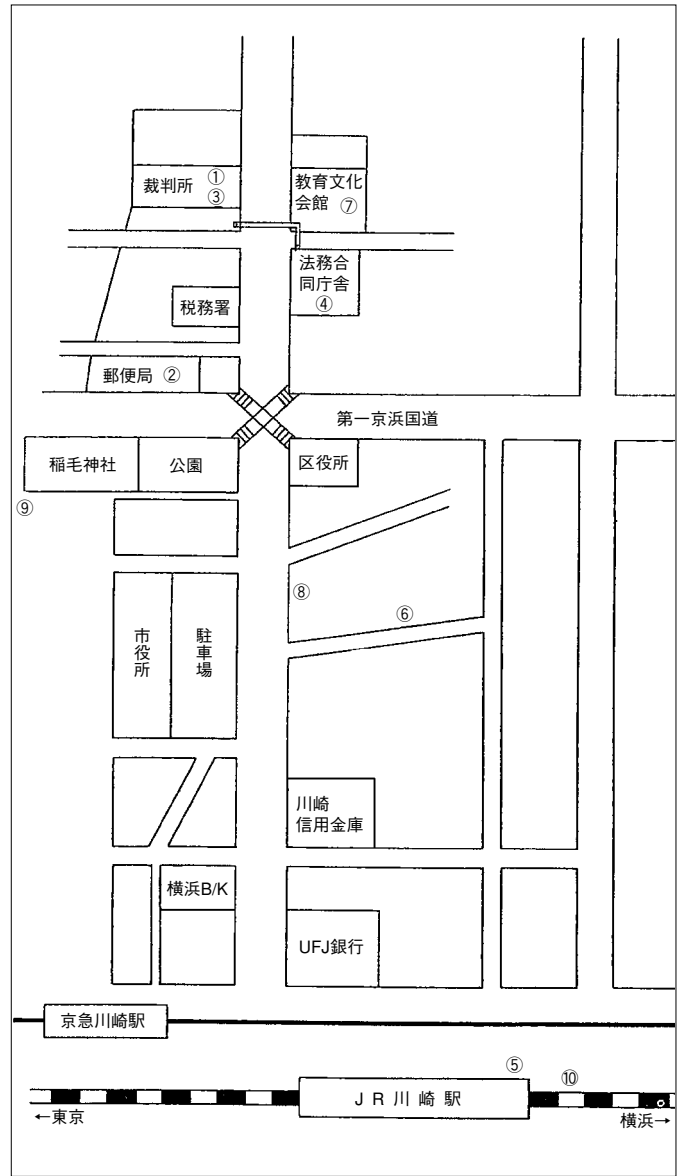 裁判所 ①
③
教育文化
会館 ⑦
法務合
同庁舎
④
税務署
郵便局 ②
第一京浜国道
稲毛神社
公園
区役所
⑨
⑧
⑥
市役所
駐車場
川崎
信用金庫
横浜B/K
UFJ銀行
京急川崎駅
⑤
⑩
JR川崎駅
←東京
横浜→